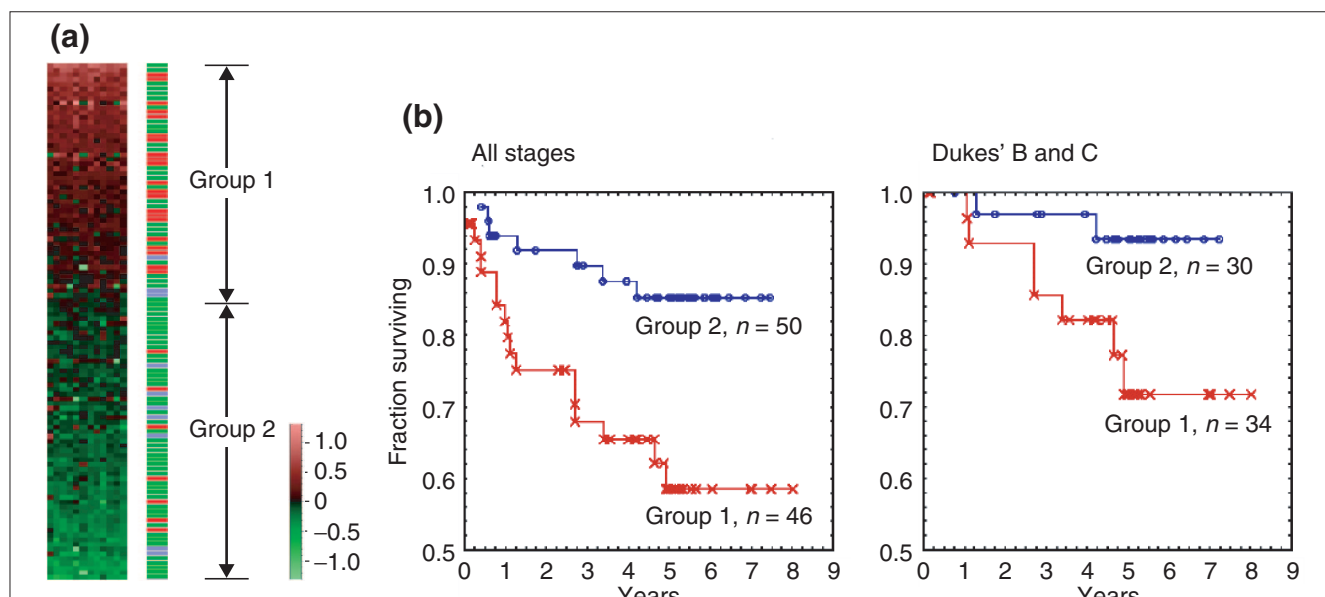 (a)
Group 1
Group 2
1.0
0.5
0
−0.5
−1.0
(b)
All stages
Fraction surviving
1.0
0.9
0.8
0.7
0.6
0.5
Group 2, n = 50
Group 1, n = 46
0 1 2 3 4 5 6 7 8 9
Years
Dukes' B and C
1.0
0.9
0.8
0.7
0.6
0.5
Group 2, n = 30
Group 1, n = 34
0 1 2 3 4 5 6 7 8 9
Years